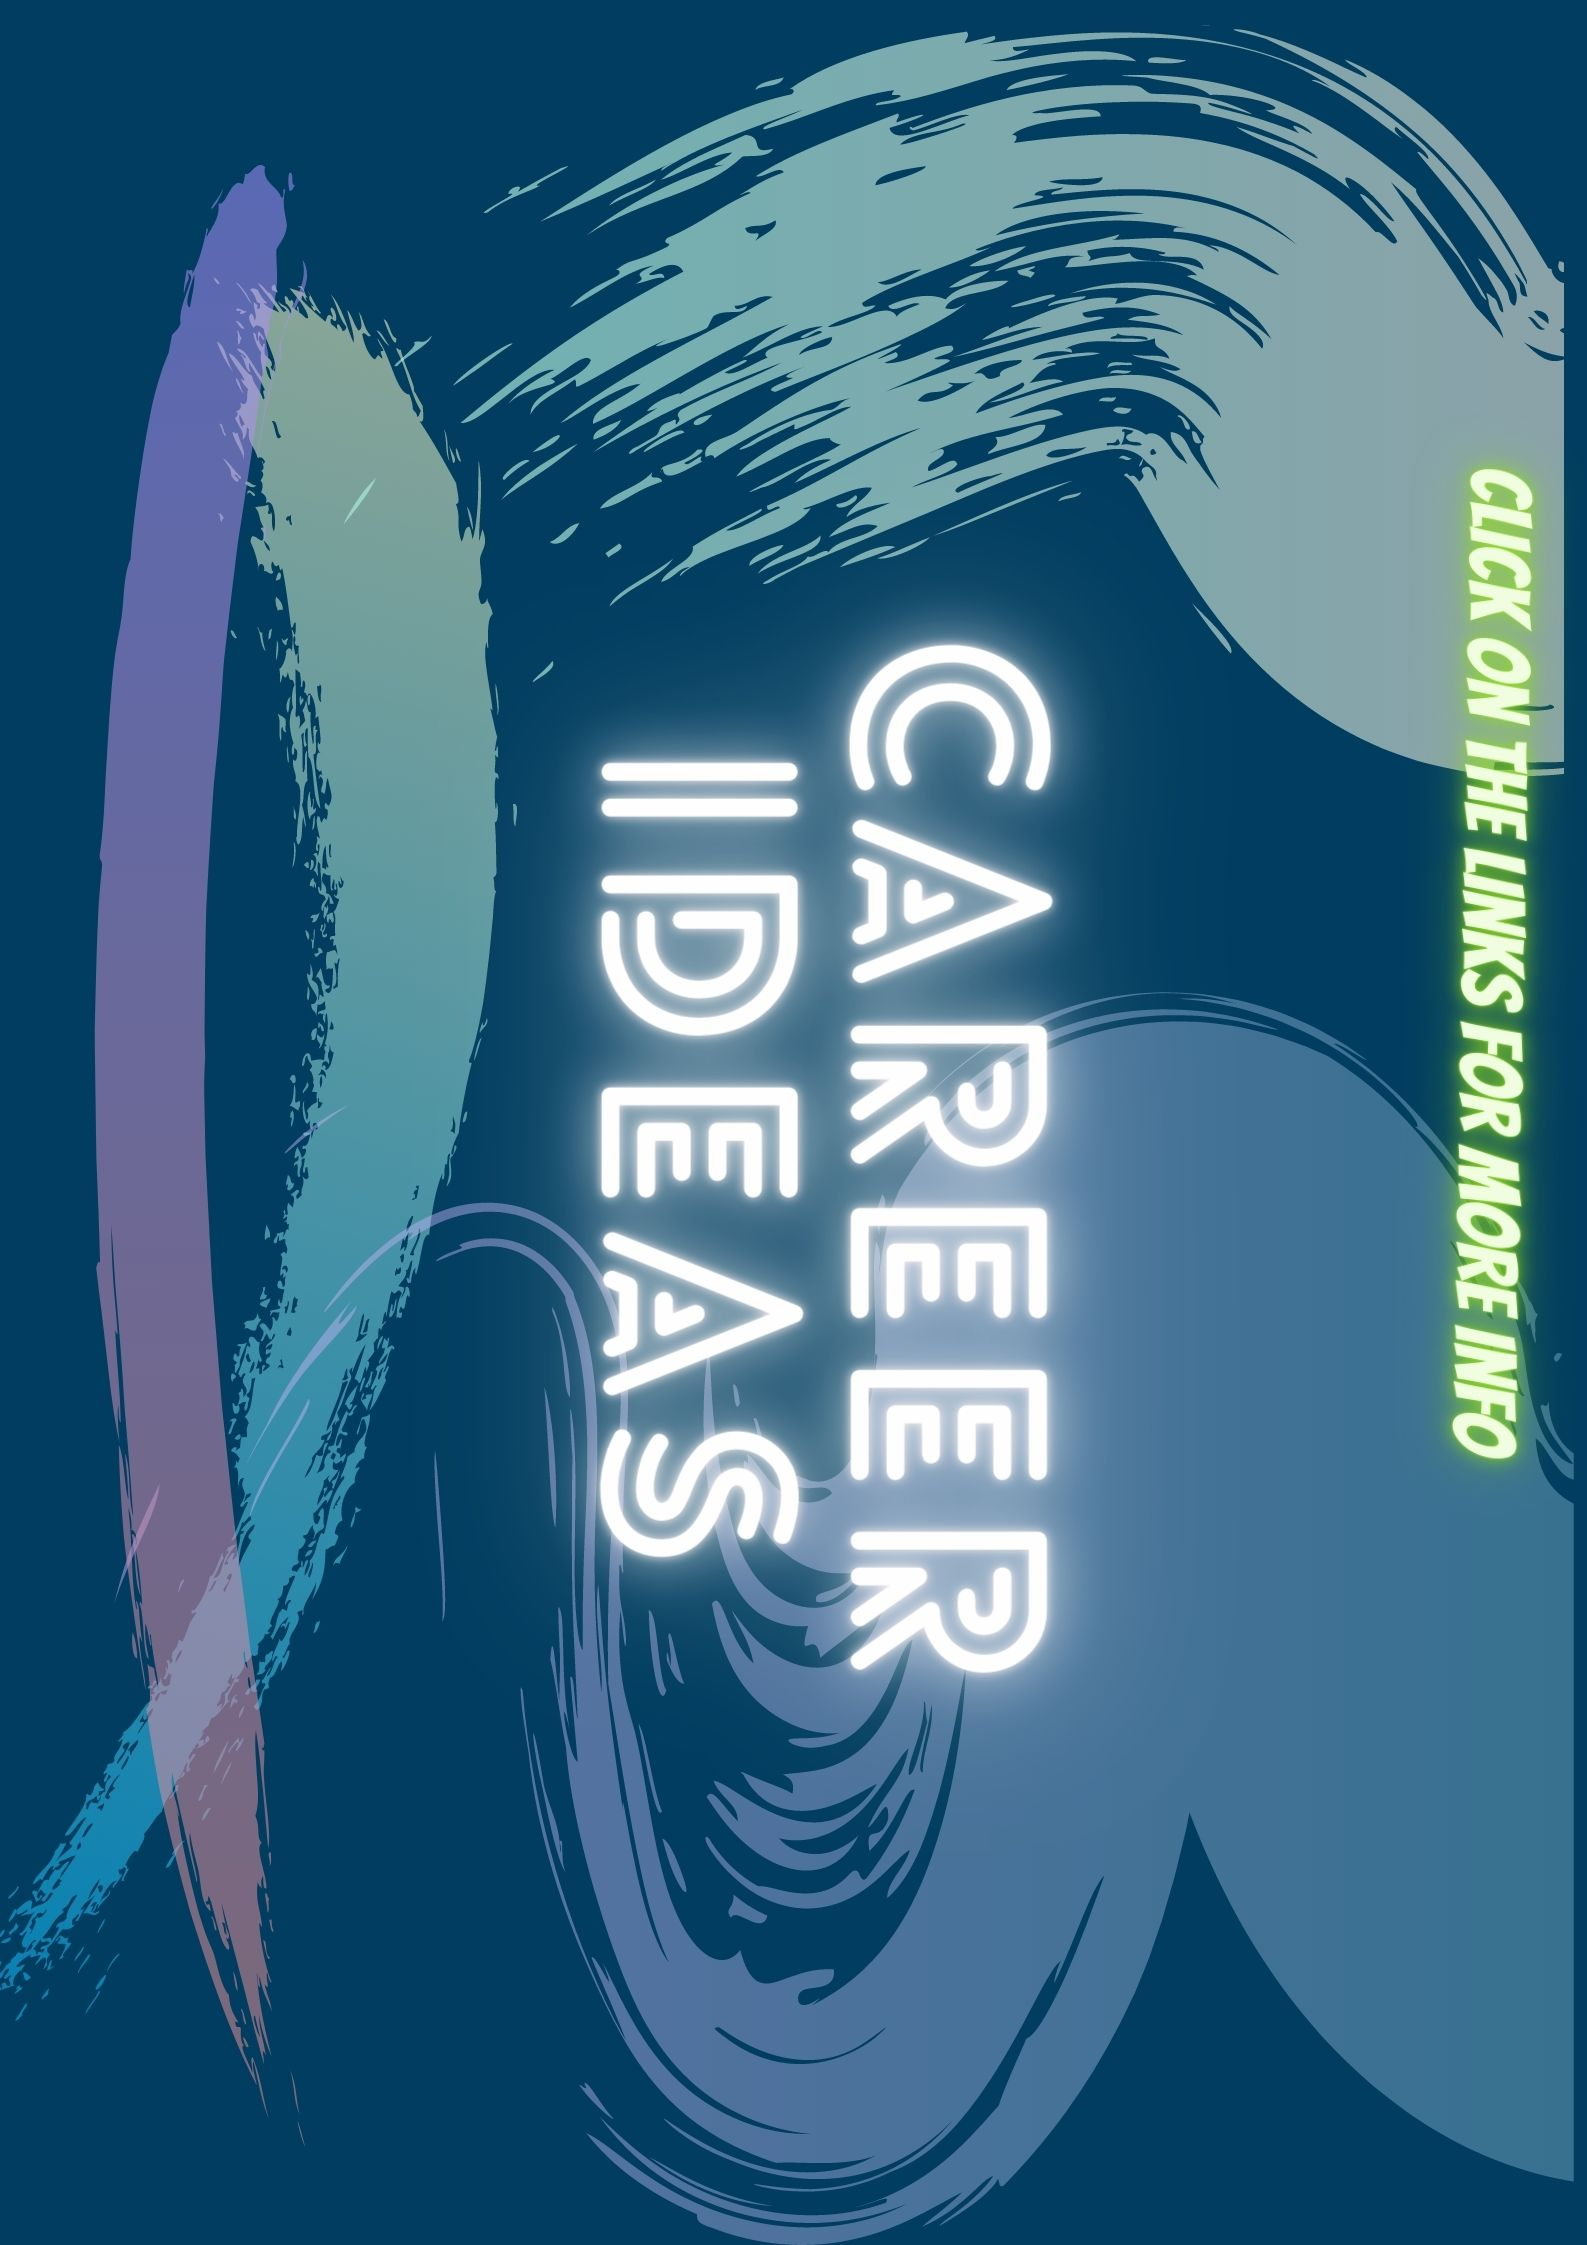 CLICK ON THE LINKS FOR MORE INFO
CAREER
IDEAS